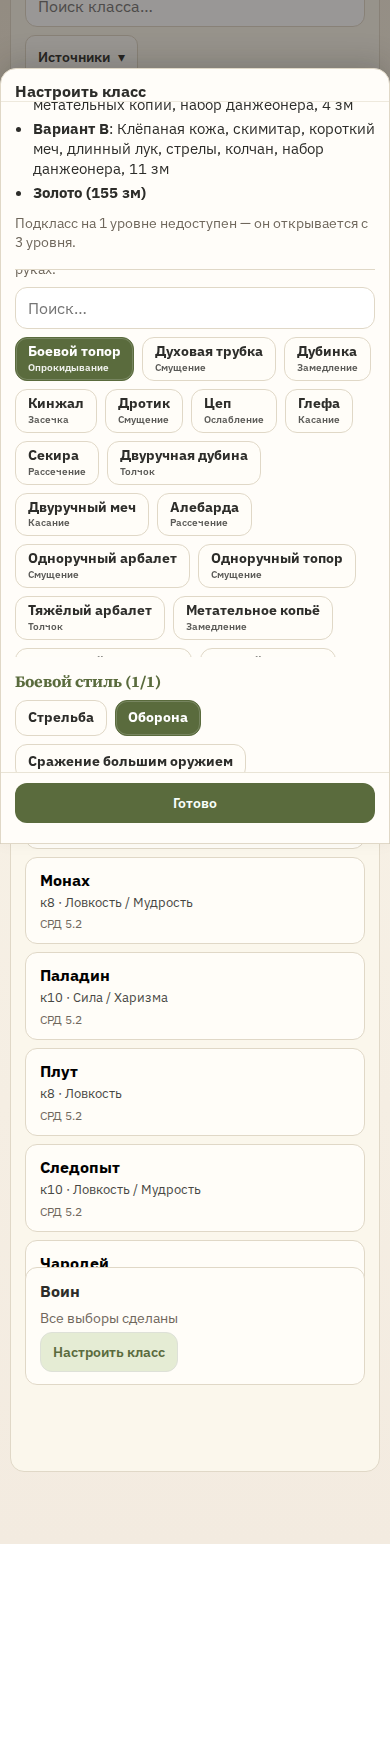 Поиск класса...
Источники ▾
Настроить класс
метательных копий, набор данженера, 4 зм
• Вариант B: Клёпаная кожа, скимитар, короткий
меч, длинный лук, стрелы, колчан, набор
данжонера, 11 зм
• Золото (155 зм)
Подкласс на 1 уровне недоступен — он открывается с
3 уровня.
руках.
Поиск...
Боевой топор Духовая трубка Дубинка
Опрокидывание Смущение Замедление
Кинжал Дротик Цеп Глефа
Засечка Смущение Ослабление Касание
Секира Двуручная дубина
Рассечение Толчок
Двуручный меч Алебарда
Касание Рассечение
Одноручный арбалет Одноручный топор
Смущение Смущение
Тяжёлый арбалет Метательное копьё
Толчок Замедление
Боевой стиль (1/1)
Стрельба Оборона
Сражение большим оружием
Готово
Монах
к8 · Ловкость / Мудрость
СРД 5.2
Паладин
к10 · Сила / Харизма
СРД 5.2
Плут
к8 · Ловкость
СРД 5.2
Следопыт
к10 · Ловкость / Мудрость
СРД 5.2
Чародей
Воин
Все выборы сделаны
Настроить класс